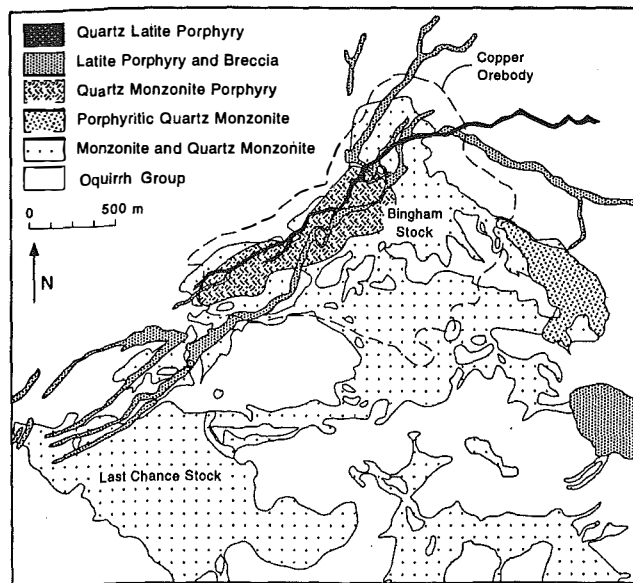 Quartz Latite Porphyry
Latite Porphyry and Breccia
Quartz Monzonite Porphyry
Porphyritic Quartz Monzonite
Monzonite and Quartz Monzonite
Oquirrh Group
0 500 m
N
Copper
Orebody
Bingham
Stock
Last Chance Stock